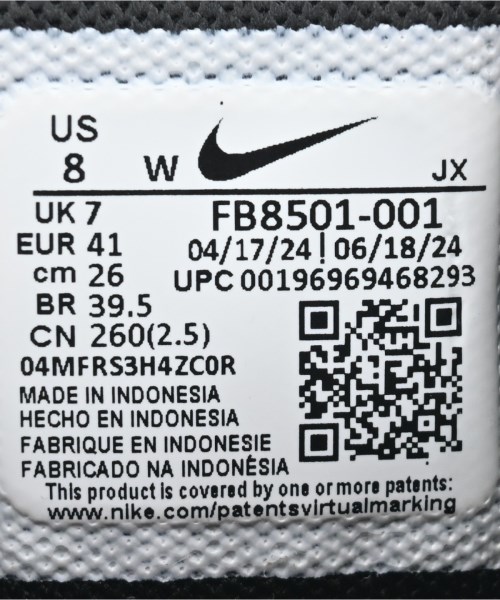 US
8 W JX
UK 7 FB8501-001
EUR 41 04/17/24 | 06/18/24
cm 26 UPC 00196969468293
BR 39.5
CN 260(2.5)
04MFRS3H4ZC0R
MADE IN INDONESIA
HECHO EN INDONESIA
FABRIQUE EN INDONESIE
FABRICADO NA INDONÉSIA
This product is covered by one or more patents:
www.nike.com/patentsvirtualmarking